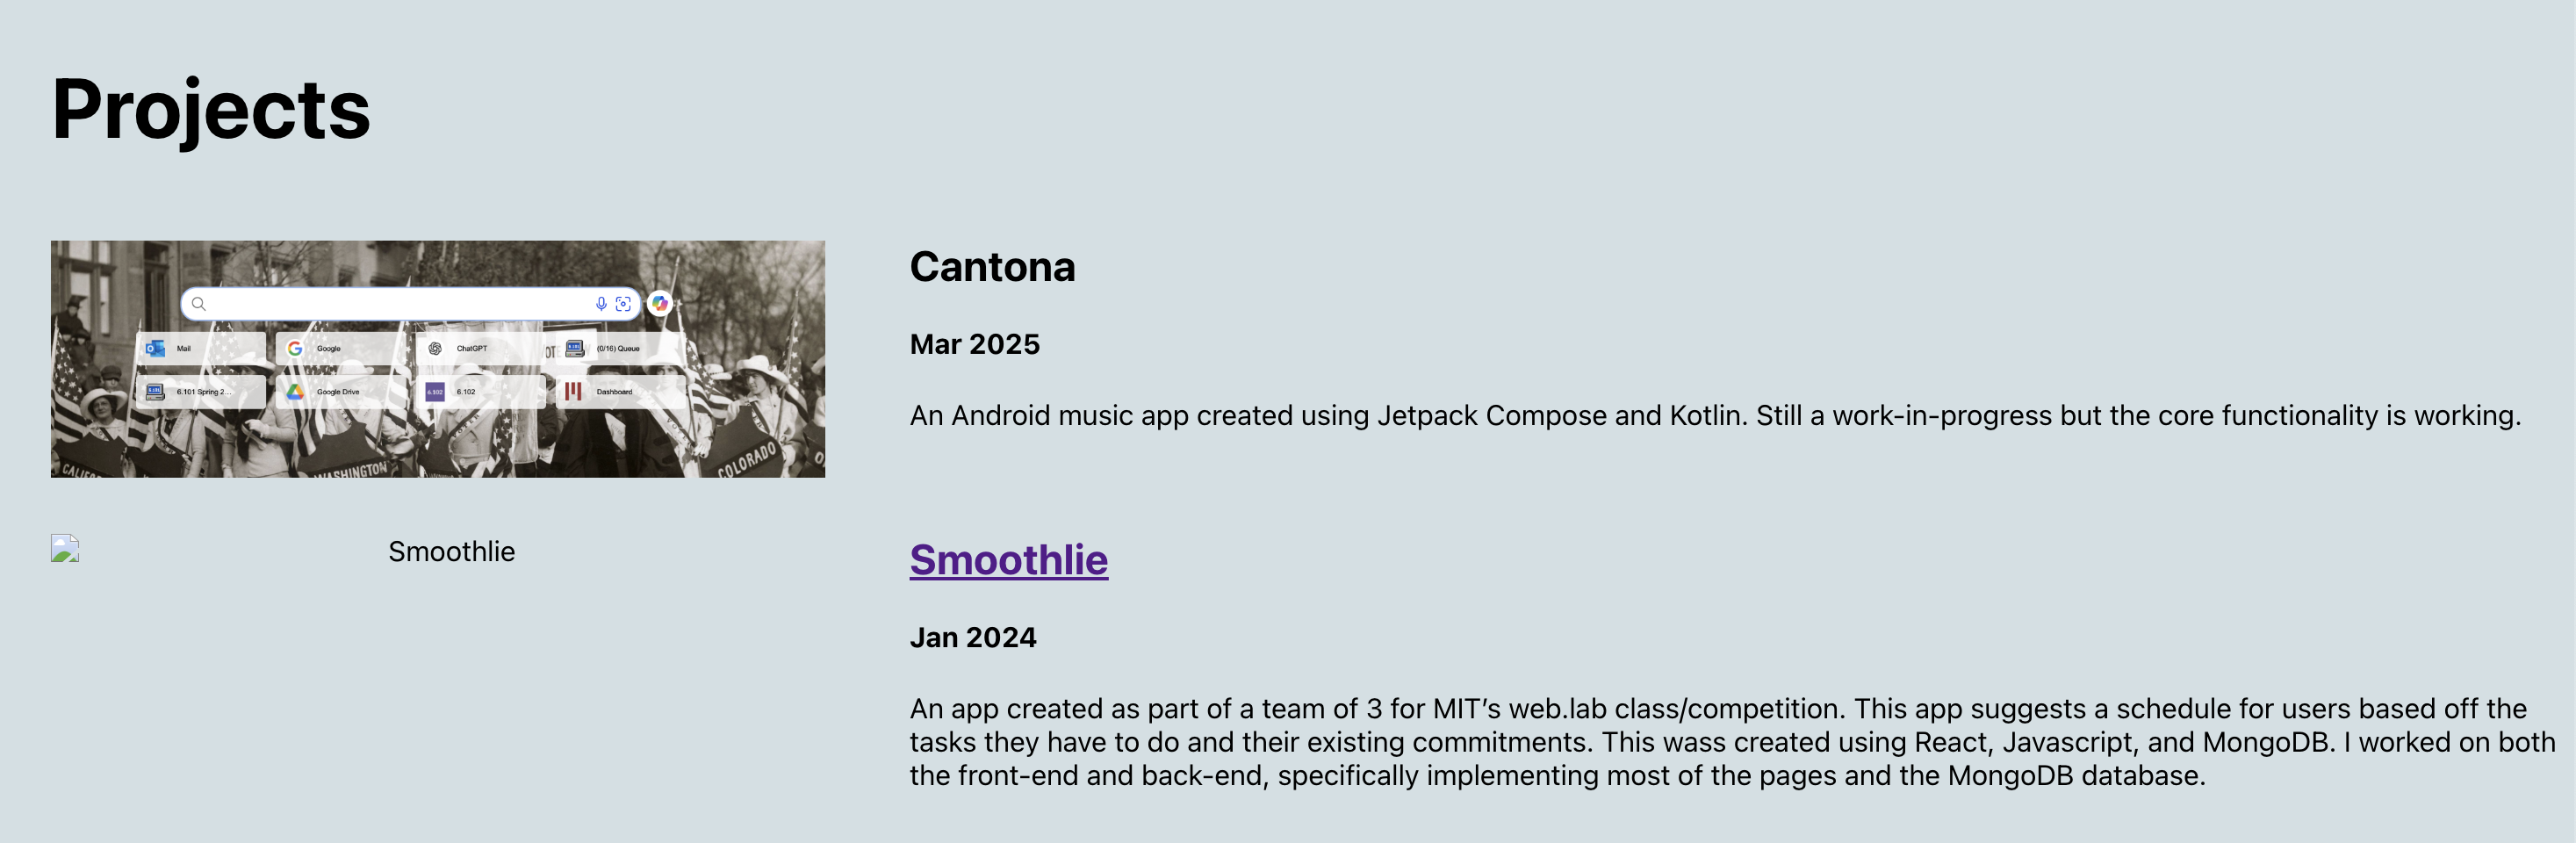 Projects
Mail
Google
ChatGPT
(0/16) Queue
6.101 Spring 2...
Google Drive
6.102
6.102
Dashboard
WASHINGTON
COLORADO
Cantona
Mar 2025
An Android music app created using Jetpack Compose and Kotlin. Still a work-in-progress but the core functionality is working.
Smoothlie
Smoothlie
Jan 2024
An app created as part of a team of 3 for MIT’s web.lab class/competition. This app suggests a schedule for users based off the
tasks they have to do and their existing commitments. This wass created using React, Javascript, and MongoDB. I worked on both
the front-end and back-end, specifically implementing most of the pages and the MongoDB database.